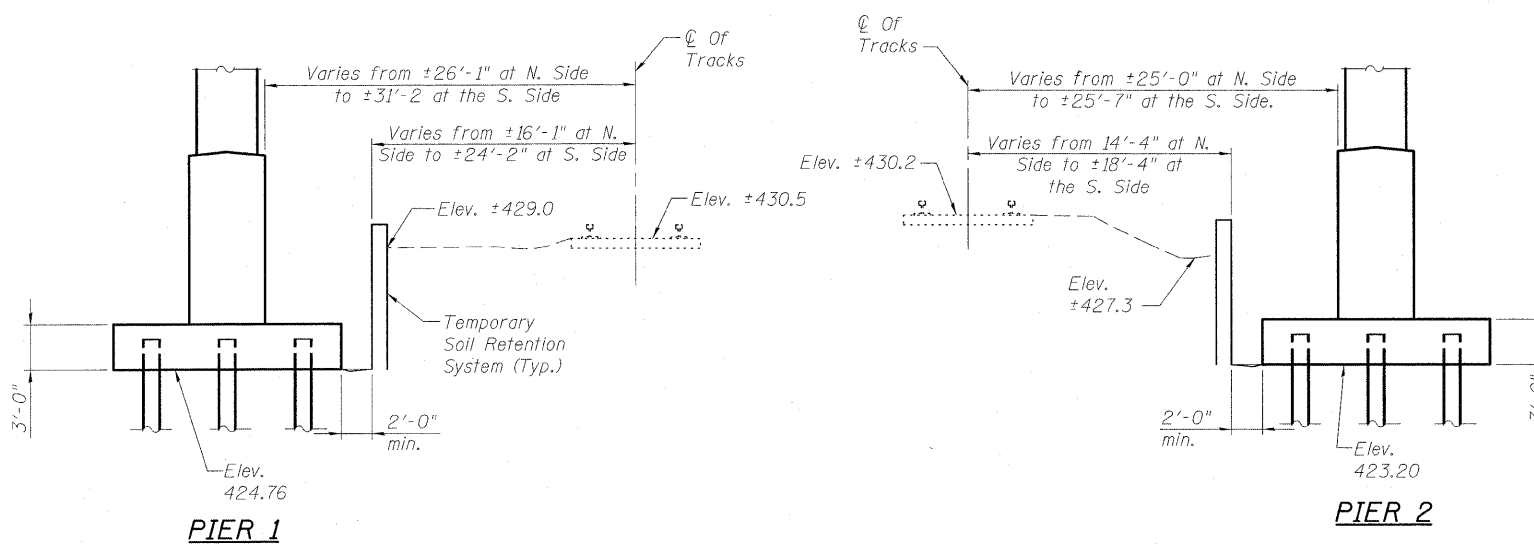 ℄ Of
Tracks
Varies from ±26'-1" at N. Side
to ±31'-2 at the S. Side
Varies from ±16'-1" at N.
Side to ±24'-2" at S. Side
Elev. ±429.0
Elev. ±430.5
Temporary
Soil Retention
System (Typ.)
3'-0"
2'-0"
min.
Elev.
424.76
PIER 1
℄ Of
Tracks
Varies from ±25'-0" at N. Side
to ±25'-7" at the S. Side.
Varies from 14'-4" at N.
Side to ±18'-4" at
the S. Side
Elev. ±430.2
Elev.
±427.3
2'-0"
min.
Elev.
423.20
PIER 2